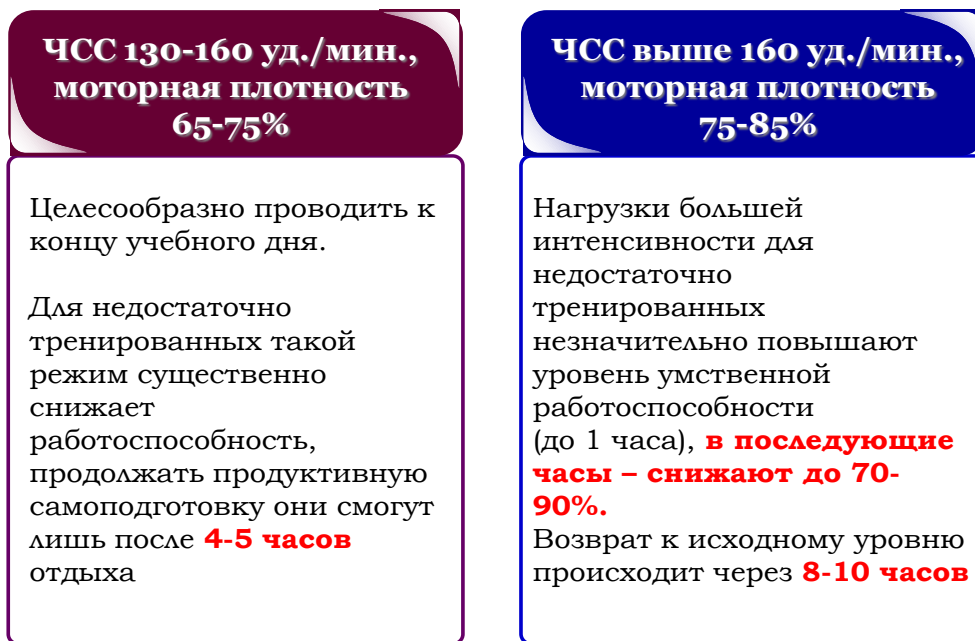 ЧСС 130-160 уд./мин.,
моторная плотность
65-75%
Целесообразно проводить к
концу учебного дня.
Для недостаточно
тренированных такой
режим существенно
снижает
работоспособность,
продолжать продуктивную
самоподготовку они смогут
лишь после 4-5 часов
отдыха
ЧСС выше 160 уд./мин.,
моторная плотность
75-85%
Нагрузки большей
интенсивности для
недостаточно
тренированных
незначительно повышают
уровень умственной
работоспособности
(до 1 часа), в последующие
часы – снижают до 70-
90%.
Возврат к исходному уровню
происходит через 8-10 часов